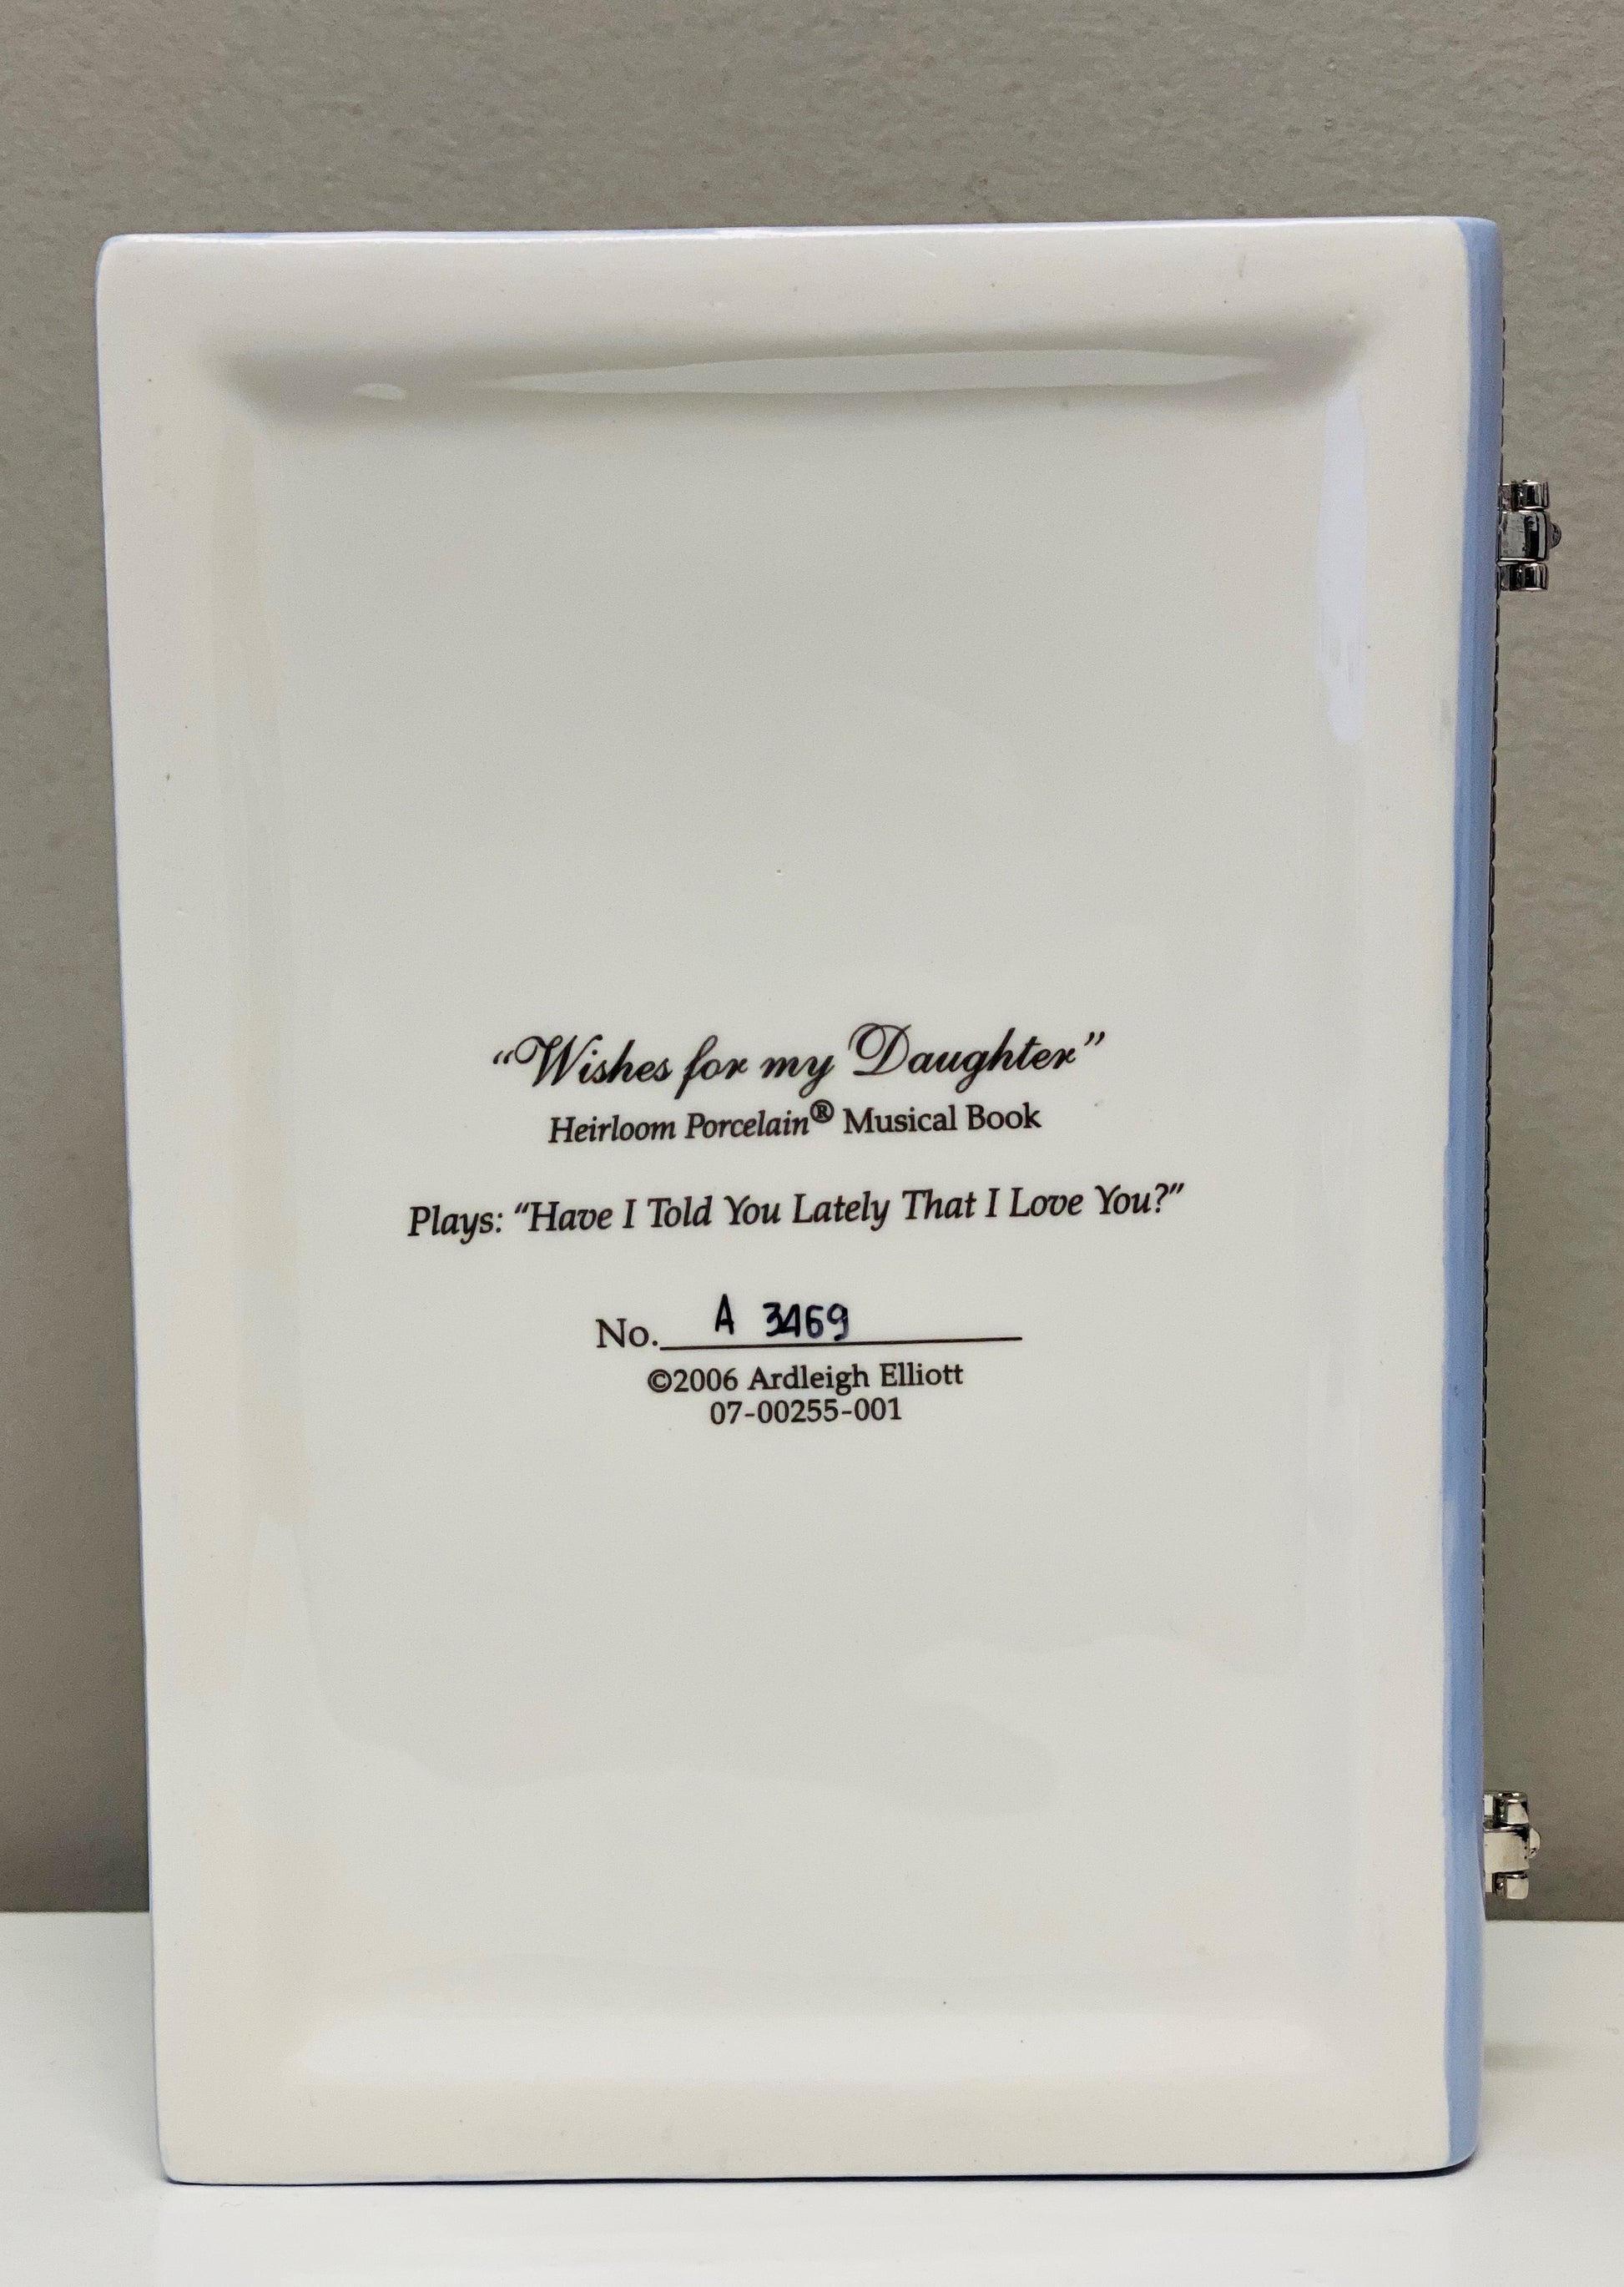 “Wishes for my Daughter”
Heirloom Porcelain® Musical Book
Plays: “Have I Told You Lately That I Love You?”
No. A 3469
©2006 Ardleigh Elliott
07-00255-001